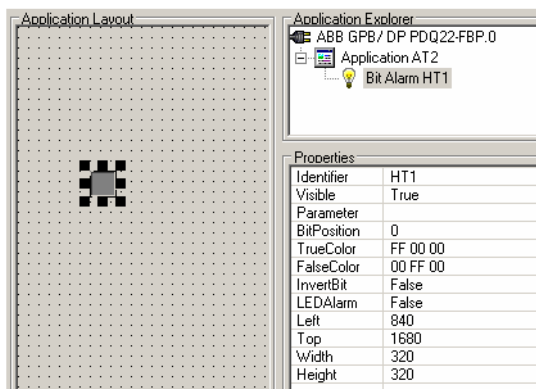 Application Layout
Application Explorer
ABB GPB/ DP PDQ22-FBP.0
Application AT2
Bit Alarm HT1
Properties
Identifier HT1
Visible True
Parameter
BitPosition 0
TrueColor FF 00 00
FalseColor 00 FF 00
InvertBit False
LEDAlarm False
Left 840
Top 1680
Width 320
Height 320